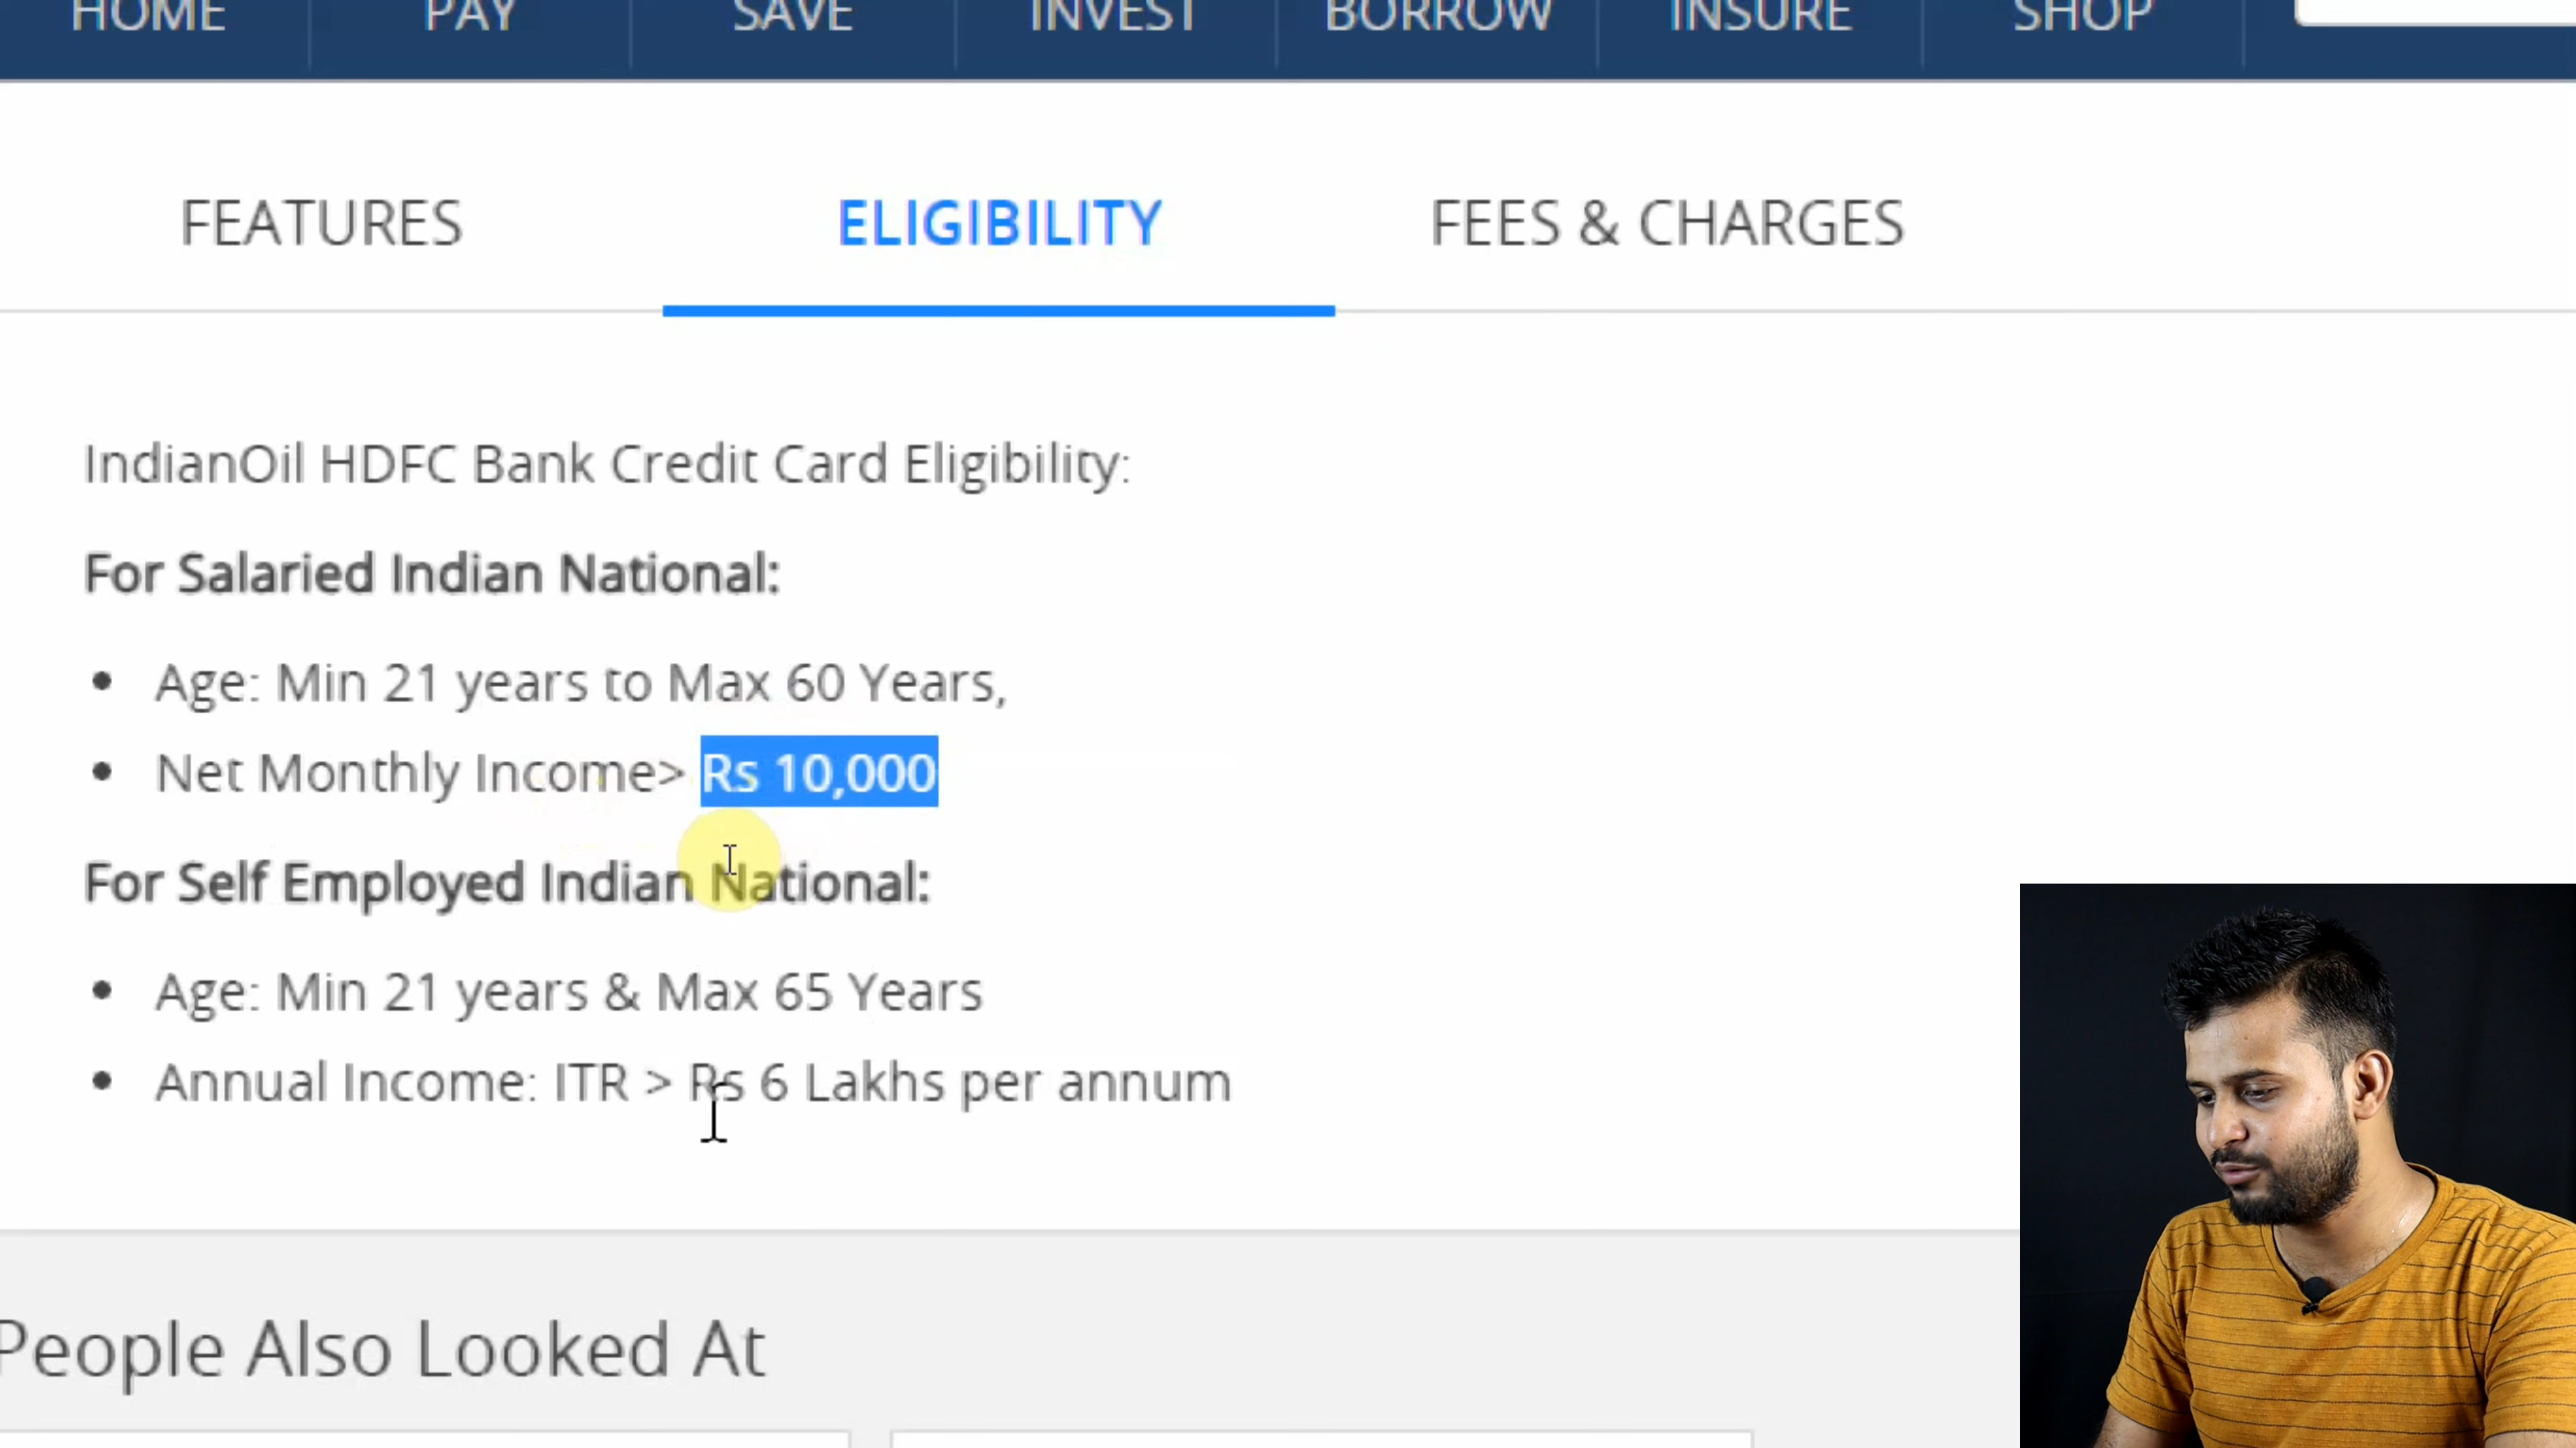 HOME PAY SAVE INVEST BORROW INSURE SHOP
FEATURES ELIGIBILITY FEES & CHARGES
IndianOil HDFC Bank Credit Card Eligibility:
For Salaried Indian National:
• Age: Min 21 years to Max 60 Years,
• Net Monthly Income> Rs 10,000
For Self Employed Indian National:
• Age: Min 21 years & Max 65 Years
• Annual Income: ITR > Rs 6 Lakhs per annum
People Also Looked At